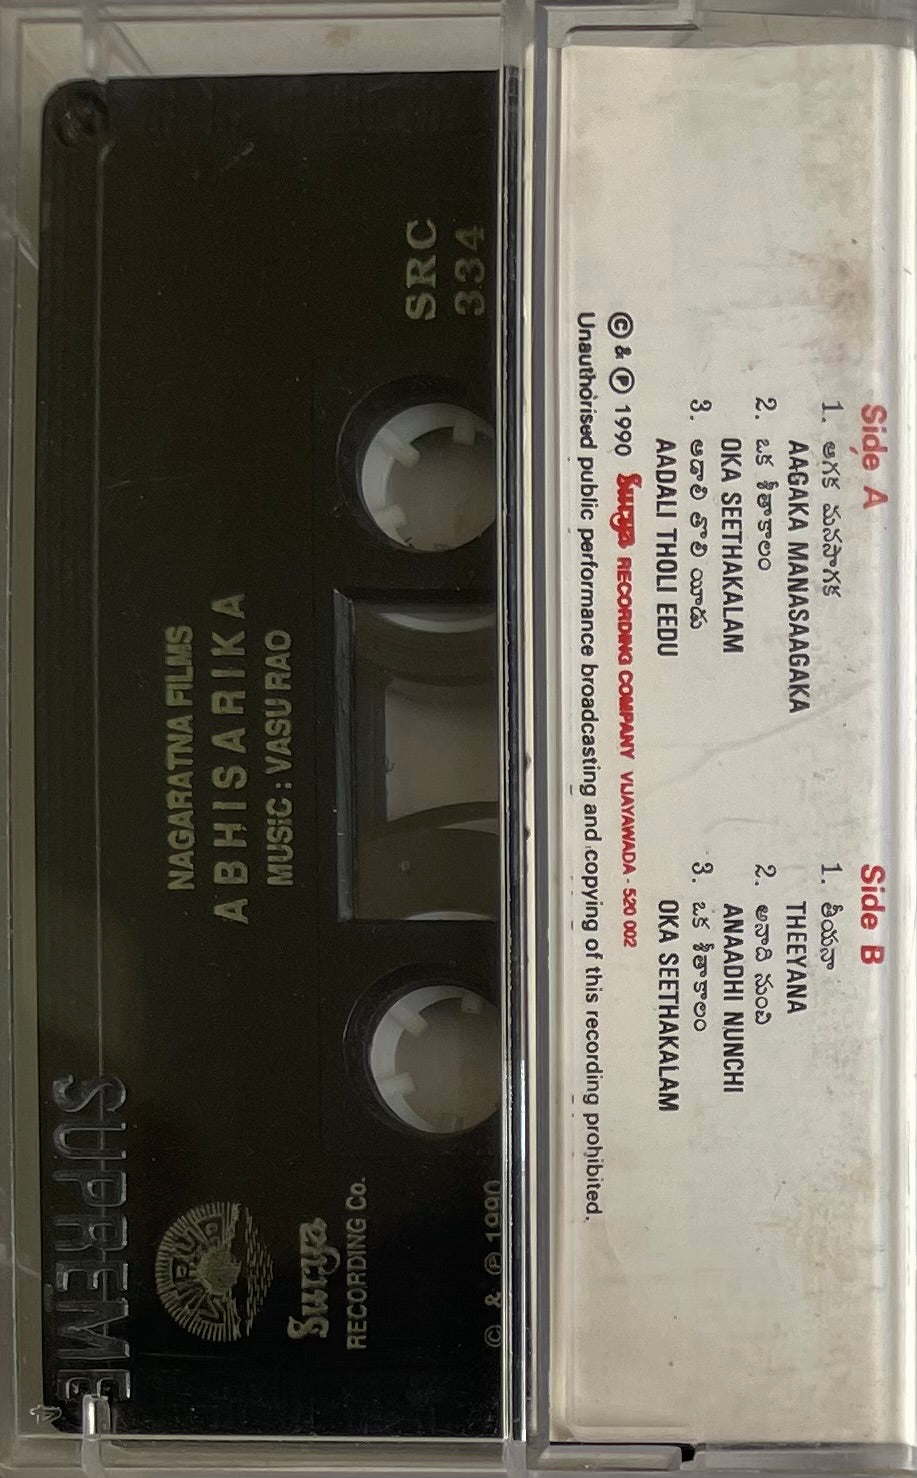 Side A
1. ఆగక మనసాగక
AAGAKA MANASAAGAKA
2. ఒక శీతాకాలం
OKA SEETHAKALAM
3. ఆడాలి తొలి యీడు
AADALI THOLI EEDU
Side B
1. తీయనా
THEEYANA
2. అనాది నుంచి
ANAADHI NUNCHI
3. ఒక శీతాకాలం
OKA SEETHAKALAM
© & ℗ 1990 Surya RECORDING COMPANY VIJAYAWADA - 520 002
Unauthorised public performance broadcasting and copying of this recording prohibited.
SRC
334
NAGARATNA FILMS
ABHISARIKA
MUSIC : VASU RAO
Surya
RECORDING Co.
© & ℗ 1990
SUPREME